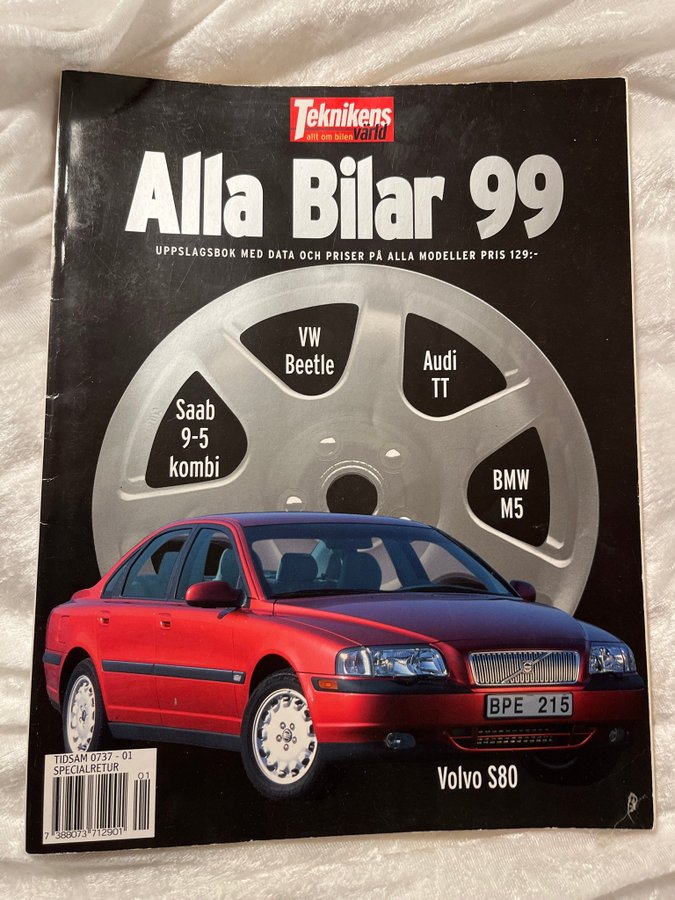 Teknikens
allt om bilen värld
Alla Bilar 99
UPPSLAGSBOK MED DATA OCH PRISER PÅ ALLA MODELLER PRIS 129:-
VW
Beetle
Audi
TT
Saab
9-5
kombi
BMW
M5
BPE 215
Volvo S80
TIDSAM 0737 - 01
SPECIALRETUR
01
7 388073 712901